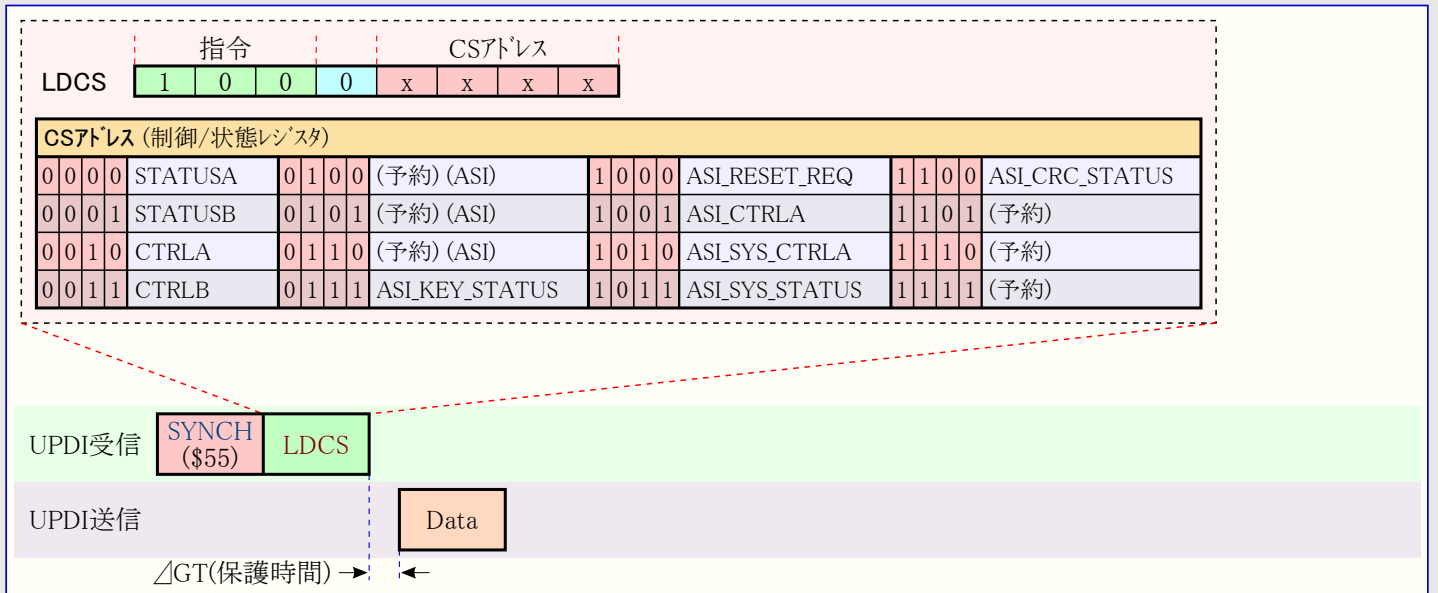 指令 CSアドレス
LDCS 1 0 0 0 x x x x
CSアドレス (制御/状態レジスタ)
0 0 0 0 STATUSA 0 1 0 0 (予約) (ASI) 1 0 0 0 ASI_RESET_REQ 1 1 0 0 ASI_CRC_STATUS
0 0 0 1 STATUSB 0 1 0 1 (予約) (ASI) 1 0 0 1 ASI_CTRLA 1 1 0 1 (予約)
0 0 1 0 CTRLA 0 1 1 0 (予約) (ASI) 1 0 1 0 ASI_SYS_CTRLA 1 1 1 0 (予約)
0 0 1 1 CTRLB 0 1 1 1 ASI_KEY_STATUS 1 0 1 1 ASI_SYS_STATUS 1 1 1 1 (予約)
UPDI受信 SYNCH LDCS
($55)
UPDI送信 Data
⊿GT(保護時間)